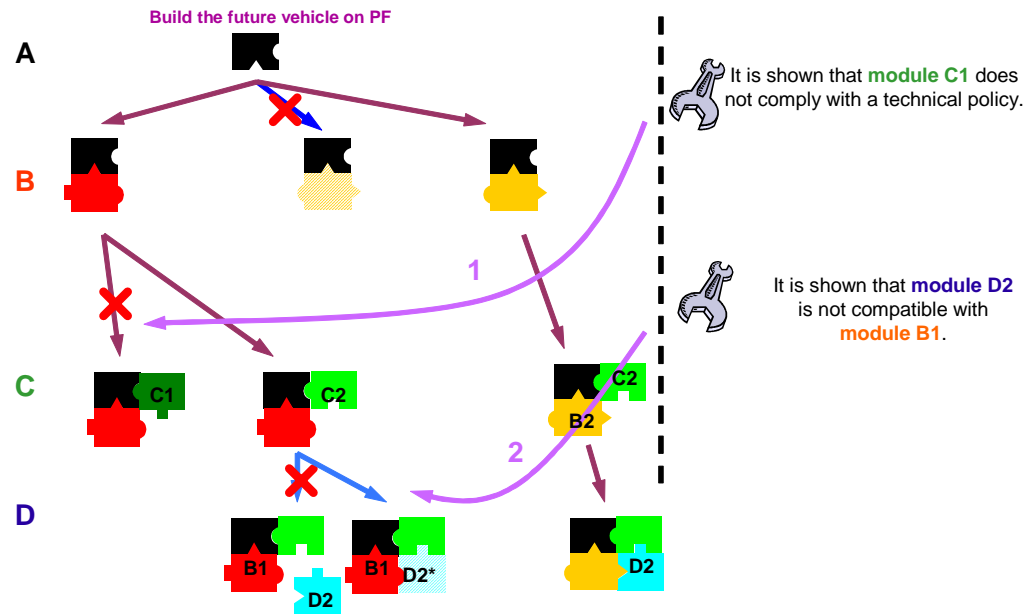 Build the future vehicle on PF
A
It is shown that module C1 does
not comply with a technical policy.
B
1
It is shown that module D2
is not compatible with
module B1.
C
C1
C2
C2
B2
2
D
B1
D2
B1
D2*
D2